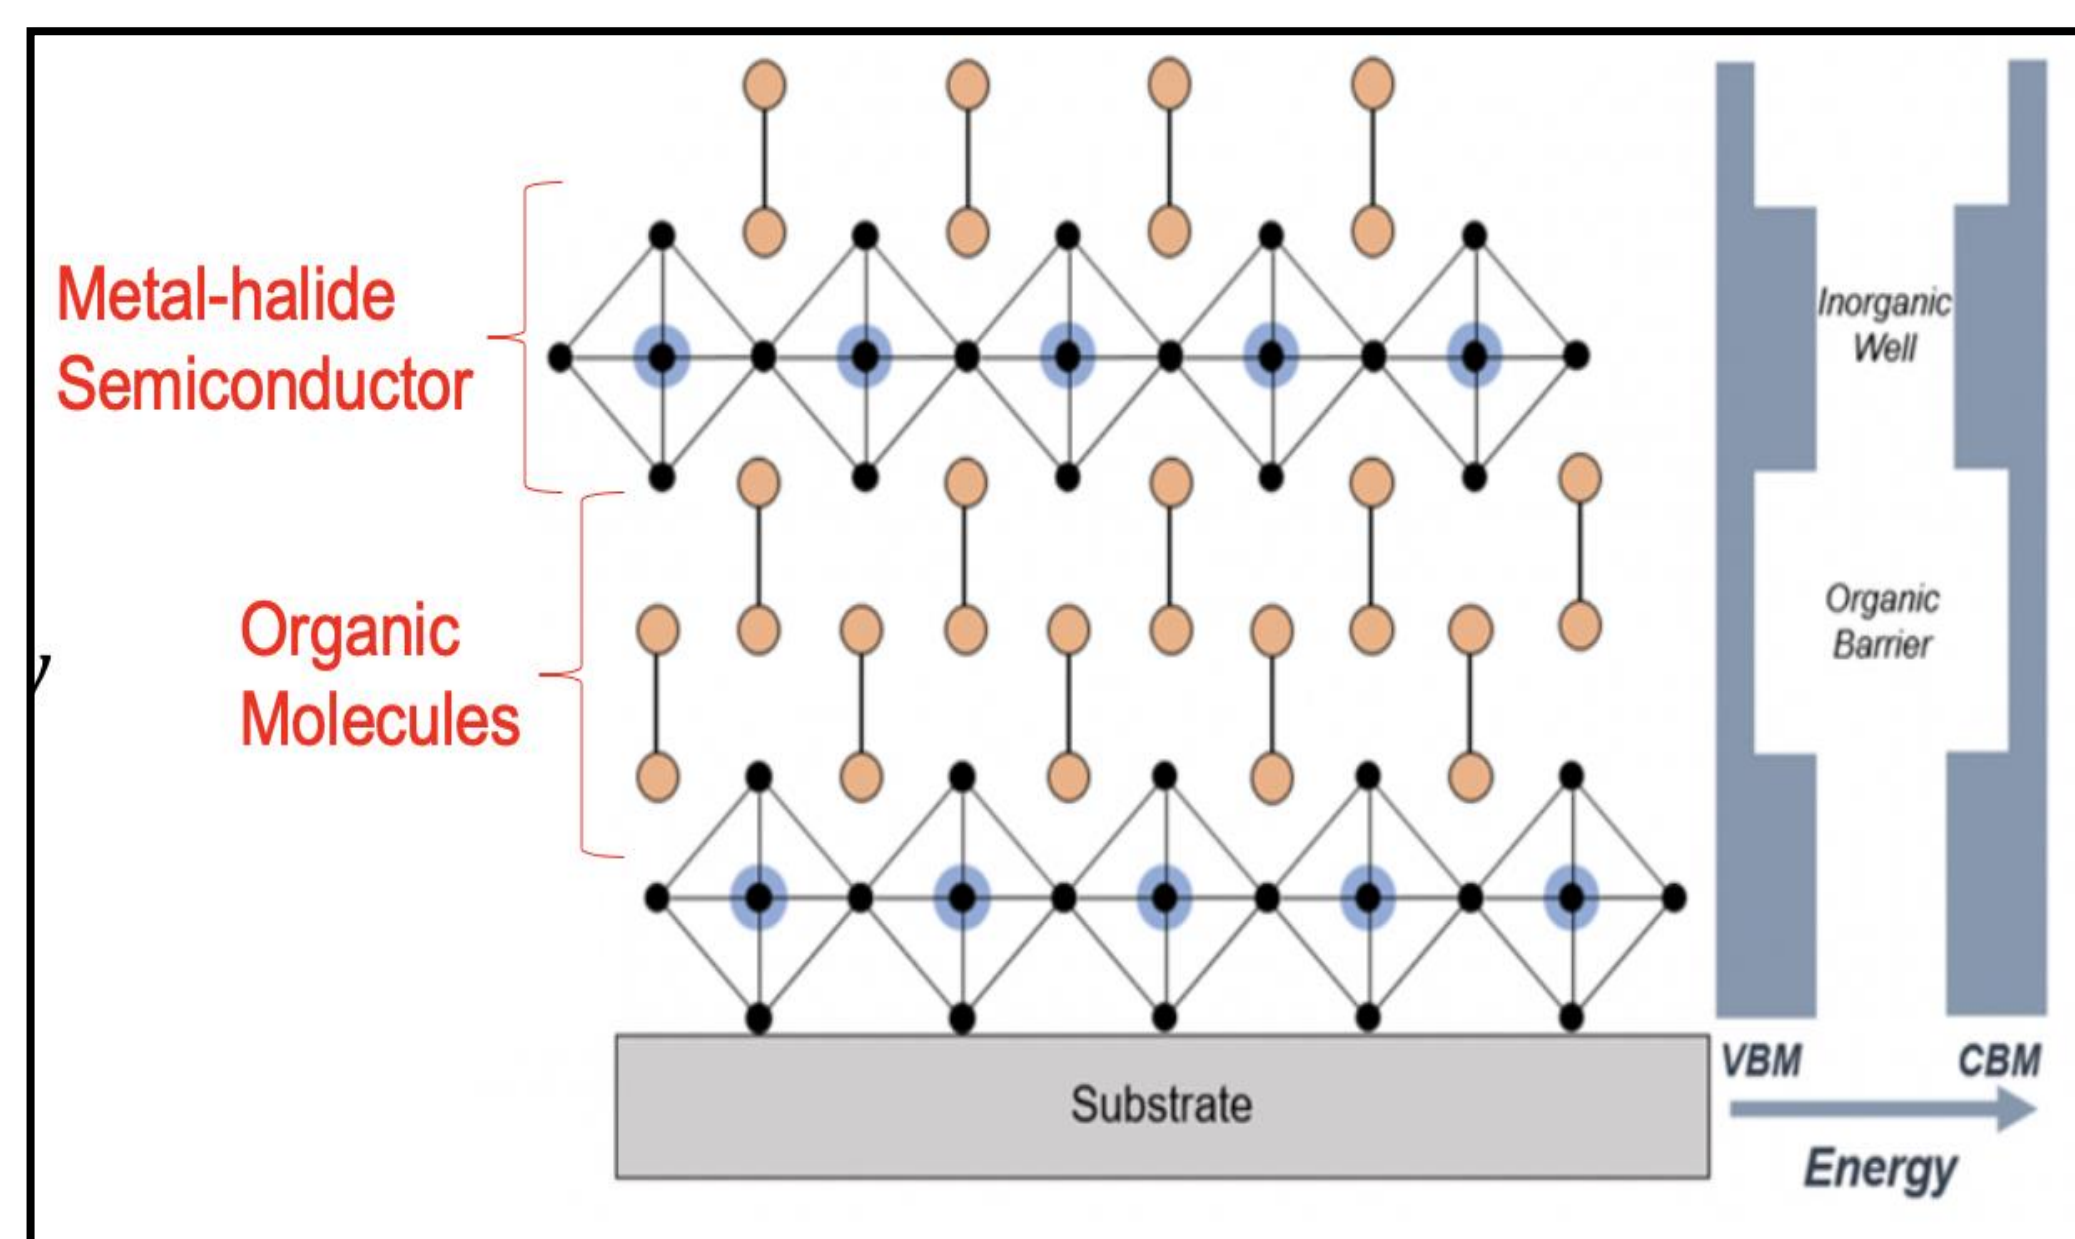 Metal-halide
Semiconductor
Organic
Molecules
y
Inorganic
Well
Organic
Barrier
VBM
CBM
Energy
Substrate